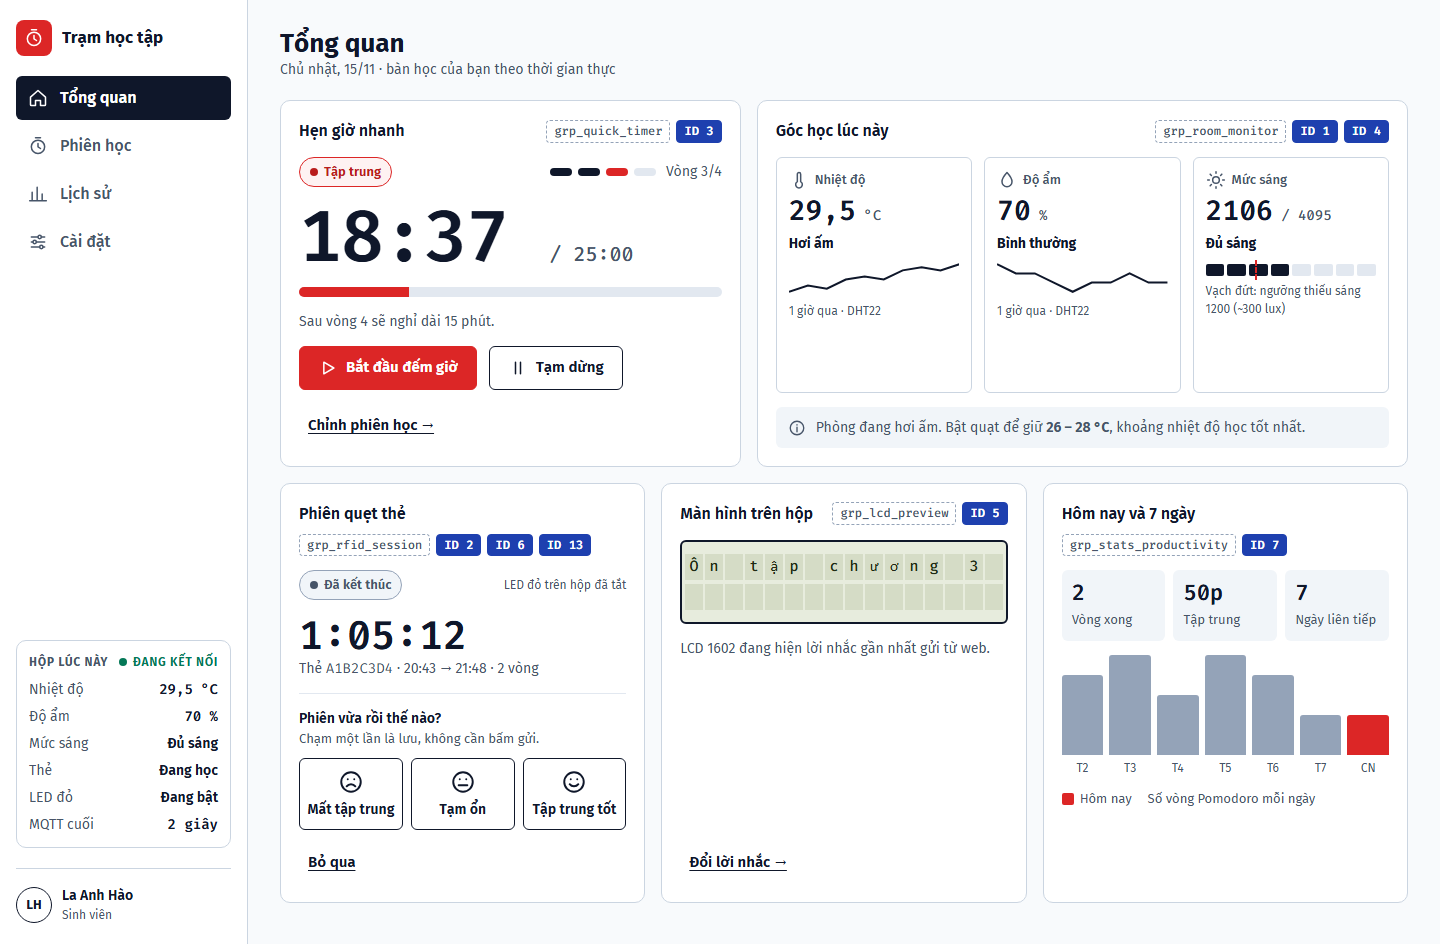 Trạm học tập
Tổng quan
Phiên học
Lịch sử
Cài đặt
HỘP LÚC NÀY ĐANG KẾT NỐI
Nhiệt độ 29,5 °C
Độ ẩm 70 %
Mức sáng Đủ sáng
Thẻ Đang học
LED đỏ Đang bật
MQTT cuối 2 giây
LH
La Anh Hào
Sinh viên
Tổng quan
Chủ nhật, 15/11 · bàn học của bạn theo thời gian thực
Hẹn giờ nhanh grp_quick_timer ID 3
Tập trung Vòng 3/4
18:37 / 25:00
Sau vòng 4 sẽ nghỉ dài 15 phút.
Bắt đầu đếm giờ Tạm dừng
Chỉnh phiên học →
Góc học lúc này grp_room_monitor ID 1 ID 4
Nhiệt độ
29,5 °C
Hơi ấm
1 giờ qua · DHT22
Độ ẩm
70 %
Bình thường
1 giờ qua · DHT22
Mức sáng
2106 / 4095
Đủ sáng
Vạch đứt: ngưỡng thiếu sáng
1200 (~300 lux)
Phòng đang hơi ấm. Bật quạt để giữ 26 – 28 °C, khoảng nhiệt độ học tốt nhất.
Phiên quẹt thẻ
grp_rfid_session ID 2 ID 6 ID 13
Đã kết thúc LED đỏ trên hộp đã tắt
1:05:12
Thẻ A1B2C3D4 · 20:43 → 21:48 · 2 vòng
Phiên vừa rồi thế nào?
Chạm một lần là lưu, không cần bấm gửi.
Mất tập trung Tạm ổn Tập trung tốt
Bỏ qua
Màn hình trên hộp grp_lcd_preview ID 5
Ôn tập chương 3
LCD 1602 đang hiện lời nhắc gần nhất gửi từ web.
Đổi lời nhắc →
Hôm nay và 7 ngày
grp_stats_productivity ID 7
2 50p 7
Vòng xong Tập trung Ngày liên tiếp
T2 T3 T4 T5 T6 T7 CN
Hôm nay Số vòng Pomodoro mỗi ngày